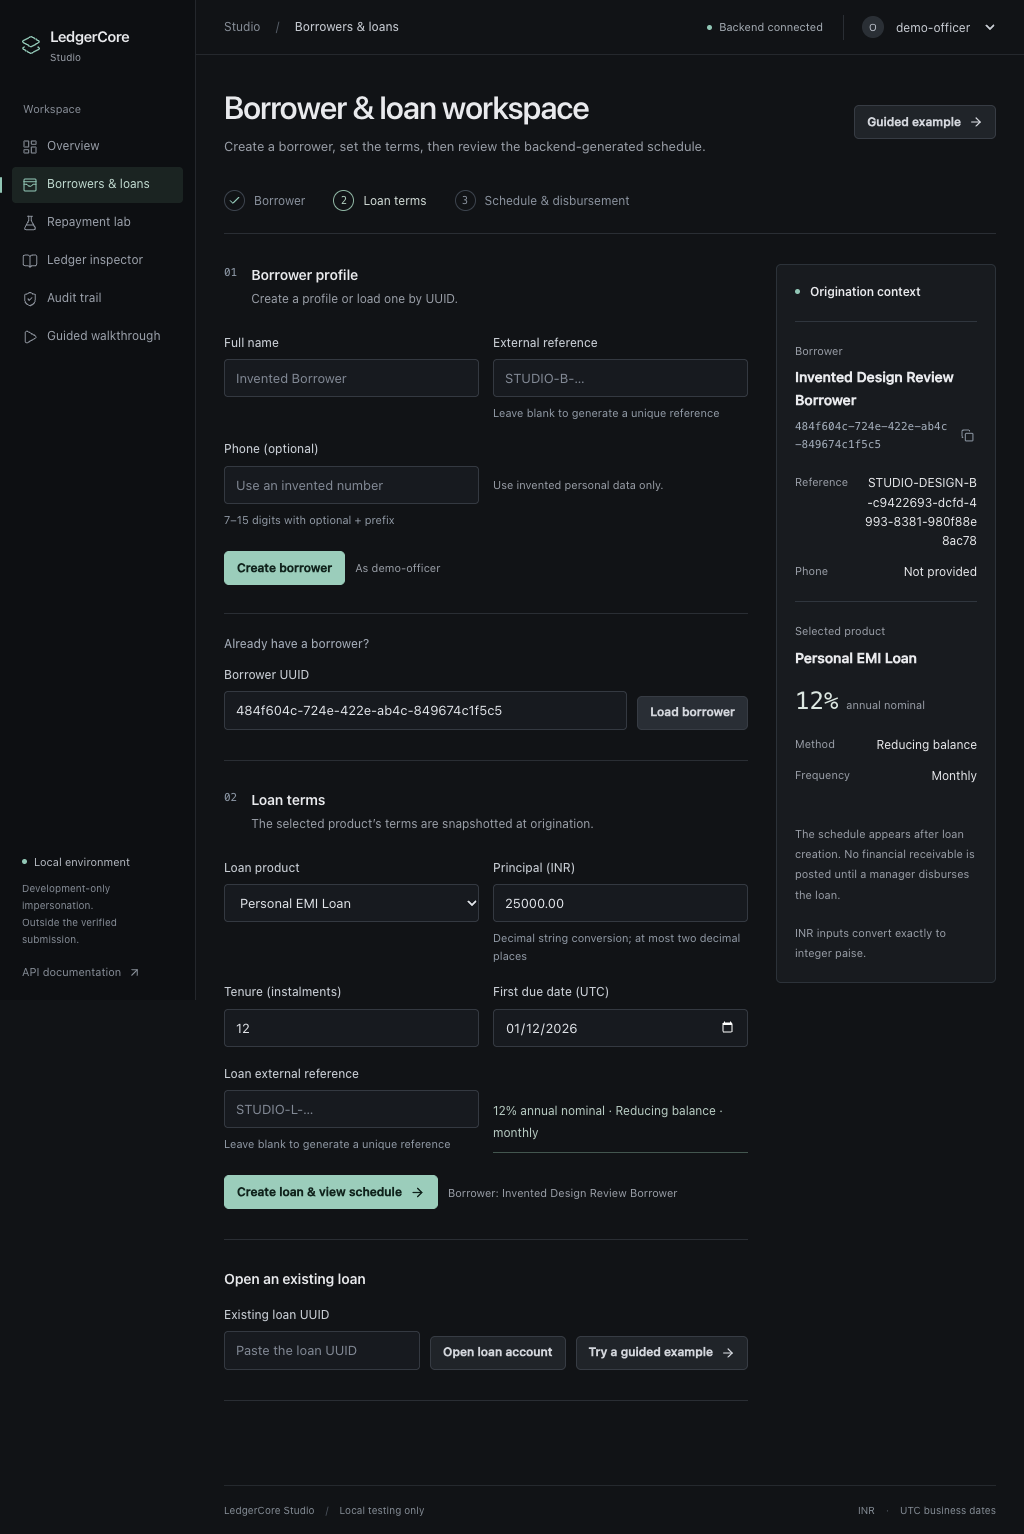 LedgerCore
Studio
Workspace
Overview
Borrowers & loans
Repayment lab
Ledger inspector
Audit trail
Guided walkthrough
Local environment
Development-only
impersonation.
Outside the verified
submission.
API documentation
Studio / Borrowers & loans
Backend connected
O demo-officer
Borrower & loan workspace
Create a borrower, set the terms, then review the backend-generated schedule.
Guided example
Borrower
2 Loan terms
3 Schedule & disbursement
01 Borrower profile
Create a profile or load one by UUID.
Full name
Invented Borrower
External reference
STUDIO-B-…
Leave blank to generate a unique reference
Phone (optional)
Use an invented number
7–15 digits with optional + prefix
Use invented personal data only.
Create borrower
As demo-officer
Already have a borrower?
Borrower UUID
484f604c-724e-422e-ab4c-849674c1f5c5
Load borrower
02 Loan terms
The selected product’s terms are snapshotted at origination.
Loan product
Personal EMI Loan
Principal (INR)
25000.00
Decimal string conversion; at most two decimal
places
Tenure (instalments)
12
First due date (UTC)
01/12/2026
Loan external reference
STUDIO-L-…
Leave blank to generate a unique reference
12% annual nominal · Reducing balance ·
monthly
Create loan & view schedule
Borrower: Invented Design Review Borrower
Open an existing loan
Existing loan UUID
Paste the loan UUID
Open loan account
Try a guided example
Origination context
Borrower
Invented Design Review
Borrower
484f604c-724e-422e-ab4c
-849674c1f5c5
Reference
STUDIO-DESIGN-B
-c9422693-dcfd-4
993-8381-980f88e
8ac78
Phone
Not provided
Selected product
Personal EMI Loan
12% annual nominal
Method
Reducing balance
Frequency
Monthly
The schedule appears after loan
creation. No financial receivable is
posted until a manager disburses
the loan.
INR inputs convert exactly to
integer paise.
LedgerCore Studio / Local testing only
INR · UTC business dates